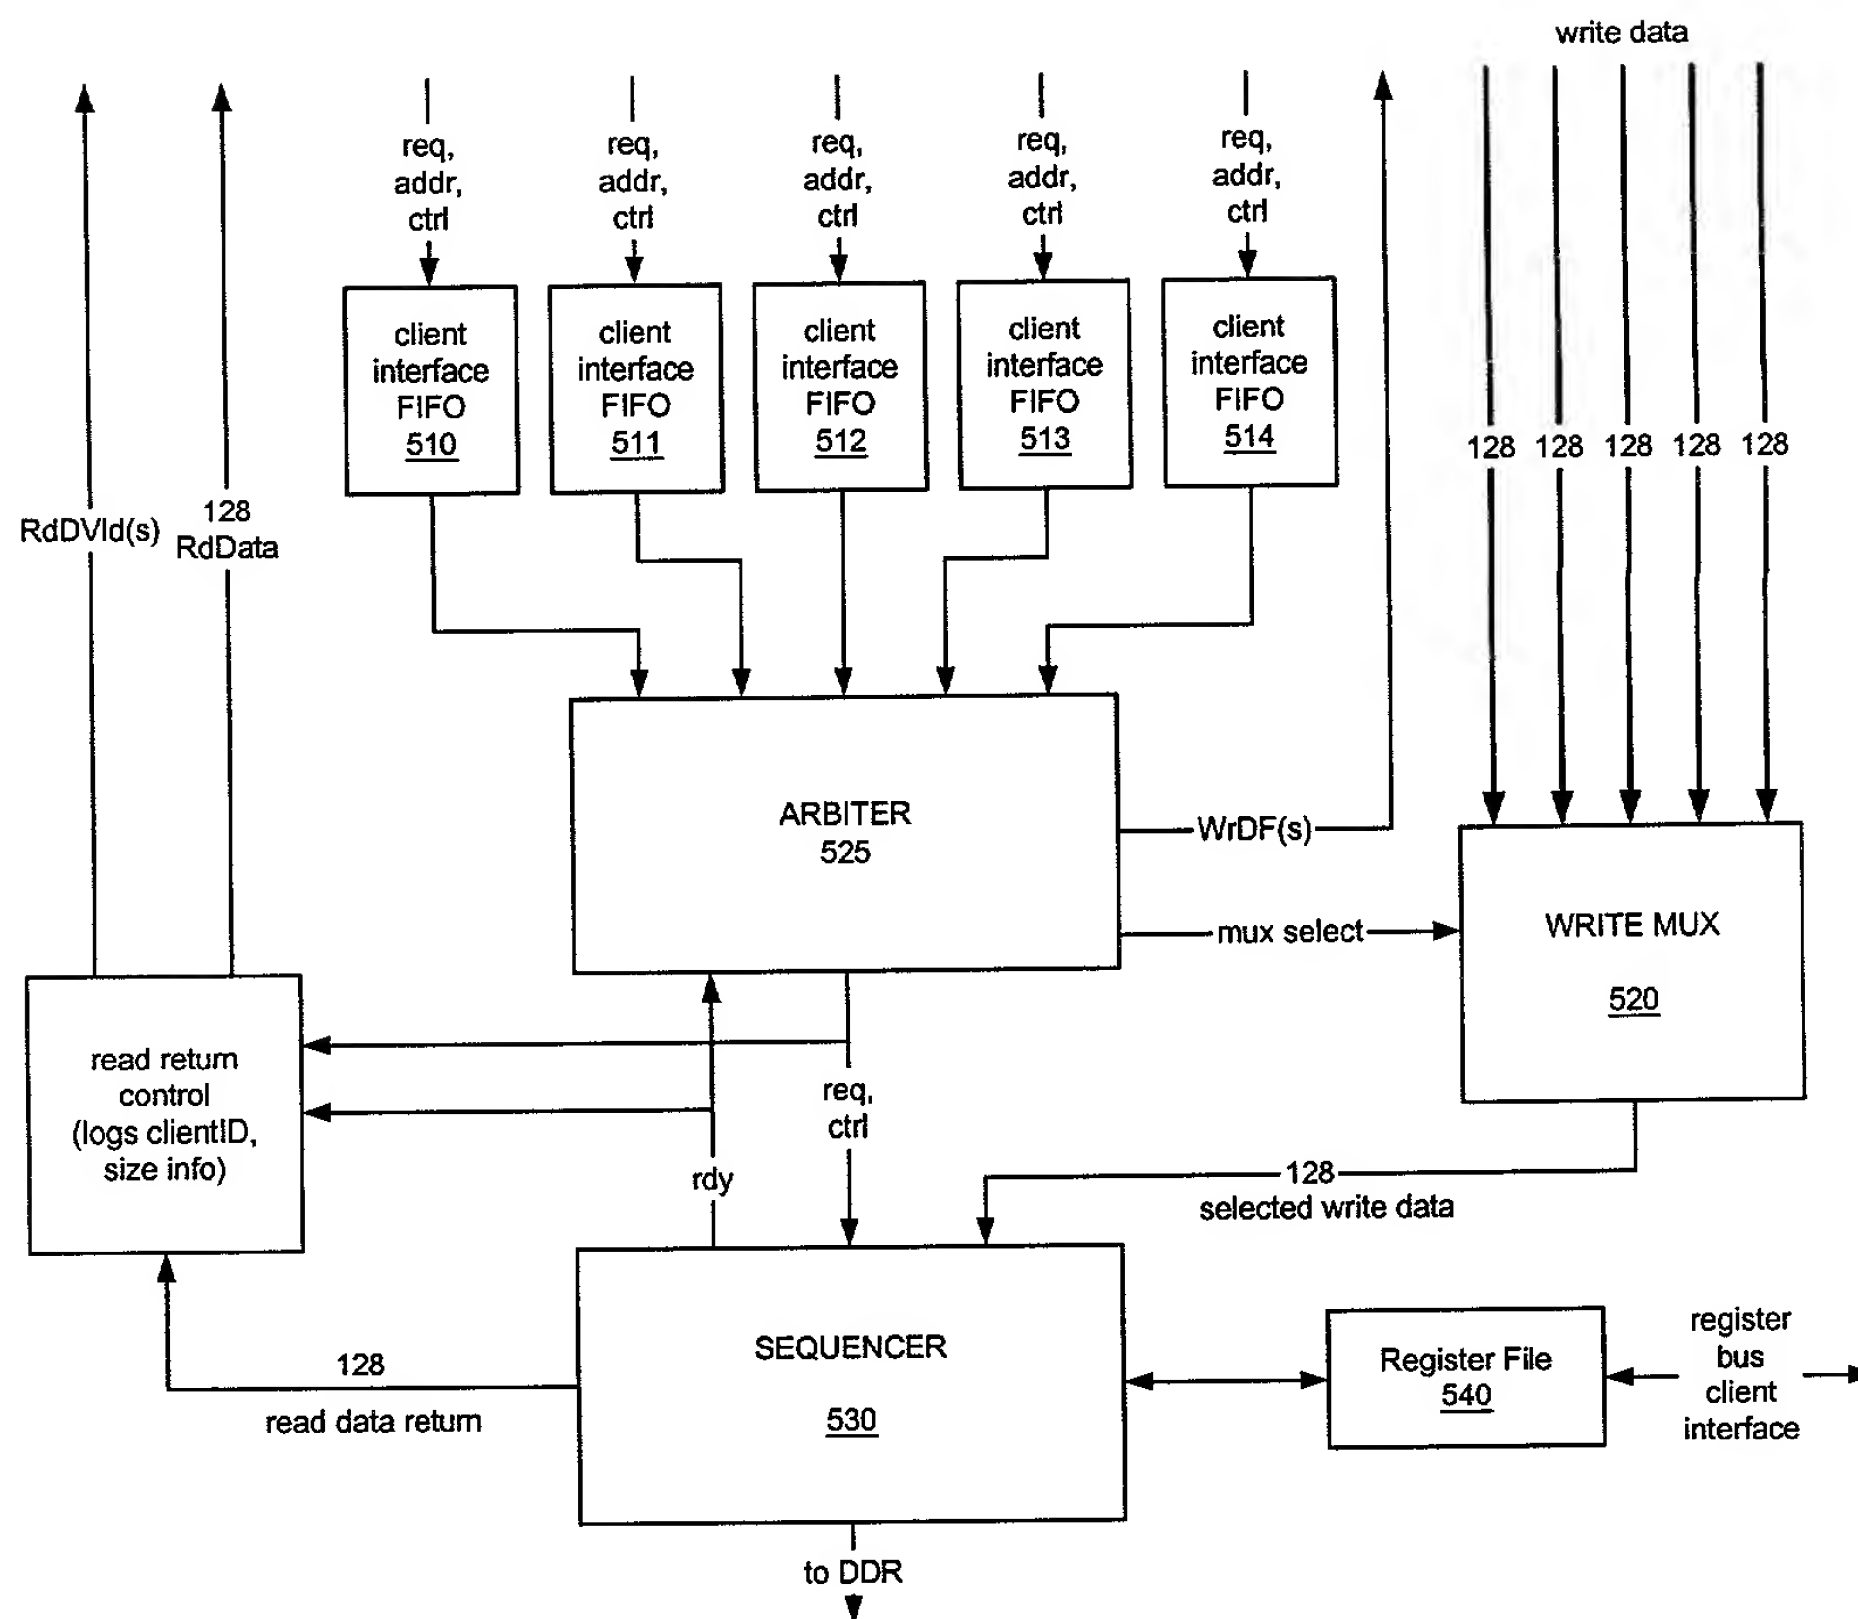 write data
req,
addr,
ctrl
req,
addr,
ctrl
req,
addr,
ctrl
req,
addr,
ctrl
req,
addr,
ctrl
client
interface
FIFO
510
client
interface
FIFO
511
client
interface
FIFO
512
client
interface
FIFO
513
client
interface
FIFO
514
128 128 128 128 128
RdDVld(s)
128
RdData
ARBITER
525
WrDF(s)
mux select
WRITE MUX
520
read return
control
(logs clientID,
size info)
req,
ctrl
rdy
128
selected write data
SEQUENCER
530
128
read data return
Register File
540
register
bus
client
interface
to DDR